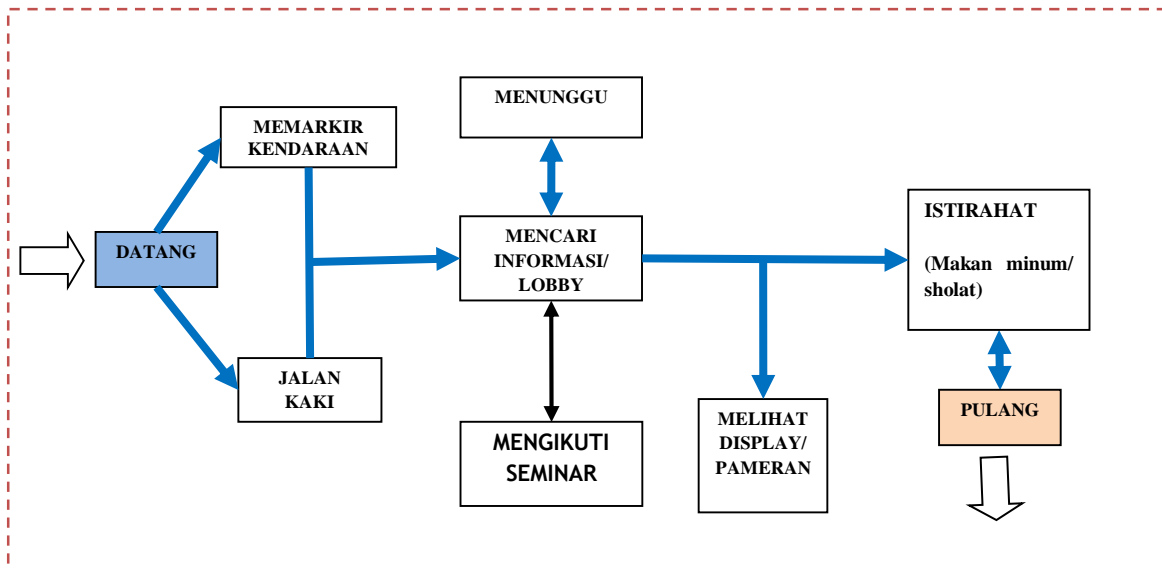 MENUNGGU
MEMARKIR
KENDARAAN
DATANG
MENCARI
INFORMASI/
LOBBY
ISTIRAHAT
(Makan minum/
sholat)
JALAN
KAKI
MENGIKUTI
SEMINAR
MELIHAT
DISPLAY/
PAMERAN
PULANG